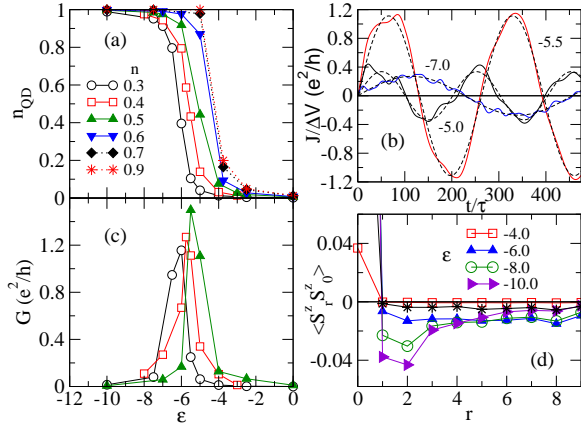 1
0.8
0.6
0.4
0.2
0
n_QD
(a)
n
0.3
0.4
0.5
0.6
0.7
0.9
1.2
0.8
0.4
0
-0.4
-0.8
-1.2
J/ΔV (e²/h)
-5.5
-7.0
-5.0
(b)
0 100 200 300 400
t/τ
1.2
0.8
0.4
0
G (e²/h)
(c)
-12 -10 -8 -6 -4 -2 0
ε
0.04
0
-0.04
<S^z_r S^z_0>
ε
-4.0
-6.0
-8.0
-10.0
(d)
0 1 2 3 4 5 6 7 8 9
r